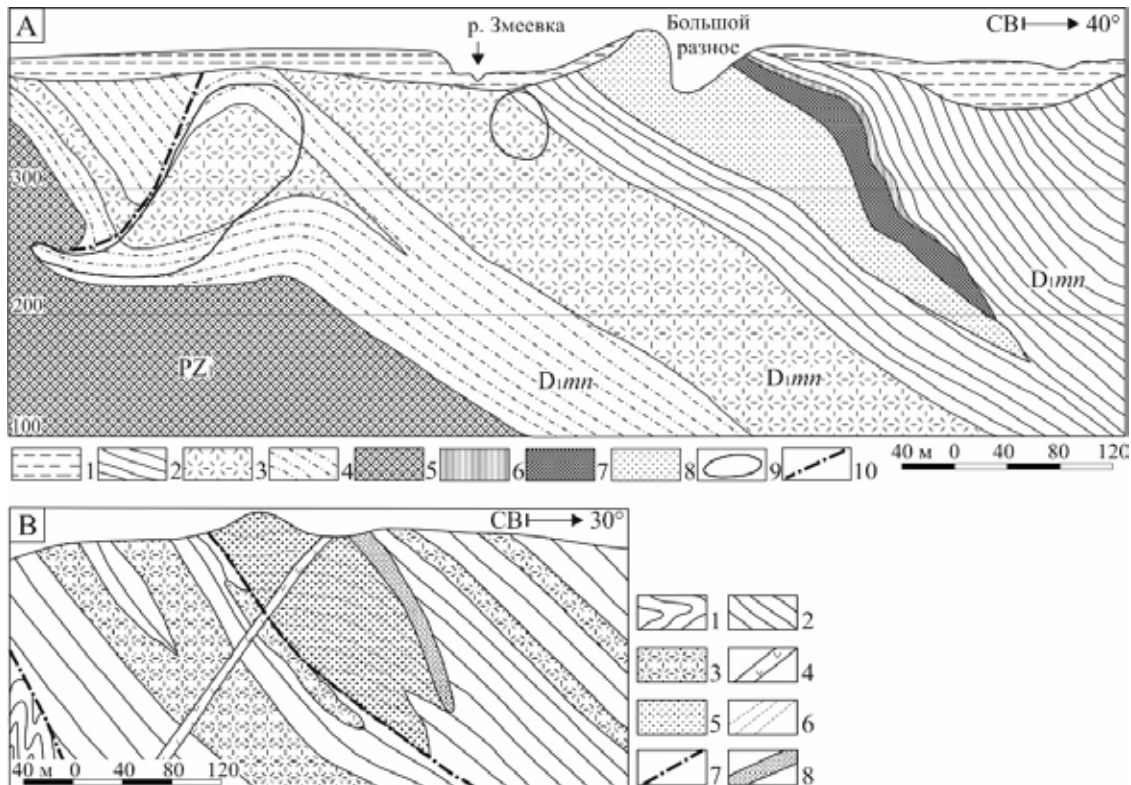 А
р. Змеевка
Большой
разнос
СВ 40°
300
200
100
PZ
D₁mn
D₁mn
D₁mn
1 2 3 4 5 6 7 8 9 10
40 м 0 40 80 120
В
СВ 30°
40 м 0 40 80 120
1 2
3 4
5 6
7 8